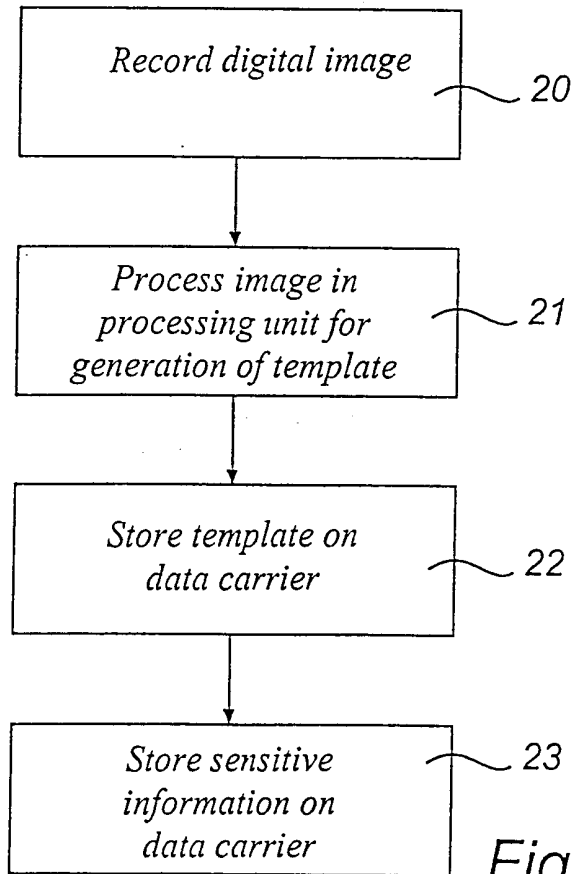 Record digital image
20
Process image in
processing unit for
generation of template
21
Store template on
data carrier
22
Store sensitive
information on
data carrier
23
Fig